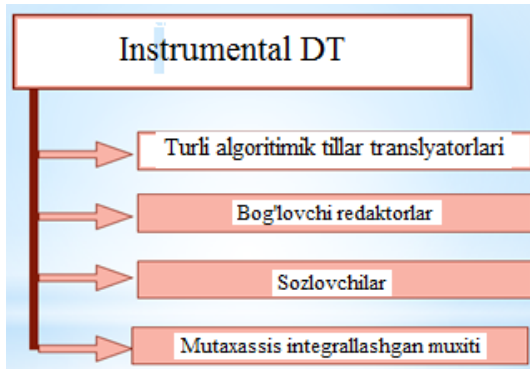 Instrumental DT
Turli algoritimik tillar translyatorlari
Bog'lovchi redaktorlar
Sozlovchilar
Mutaxassis integrallashgan muxiti